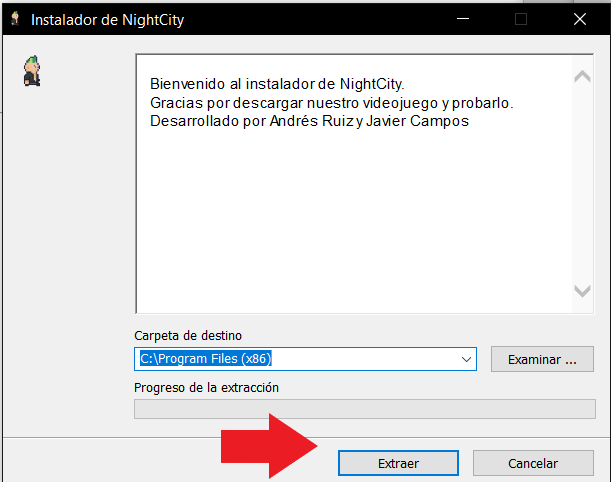 Instalador de NightCity
Bienvenido al instalador de NightCity.
Gracias por descargar nuestro videojuego y probarlo.
Desarrollado por Andrés Ruiz y Javier Campos
Carpeta de destino
C:\Program Files (x86)
Examinar ...
Progreso de la extracción
Extraer
Cancelar